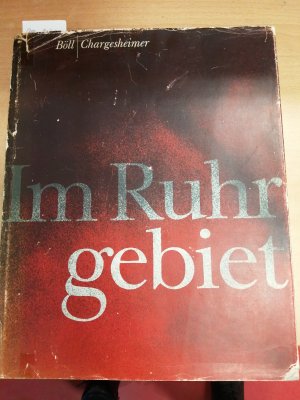 Böll | Chargesheimer
Im Ruhr
gebiet